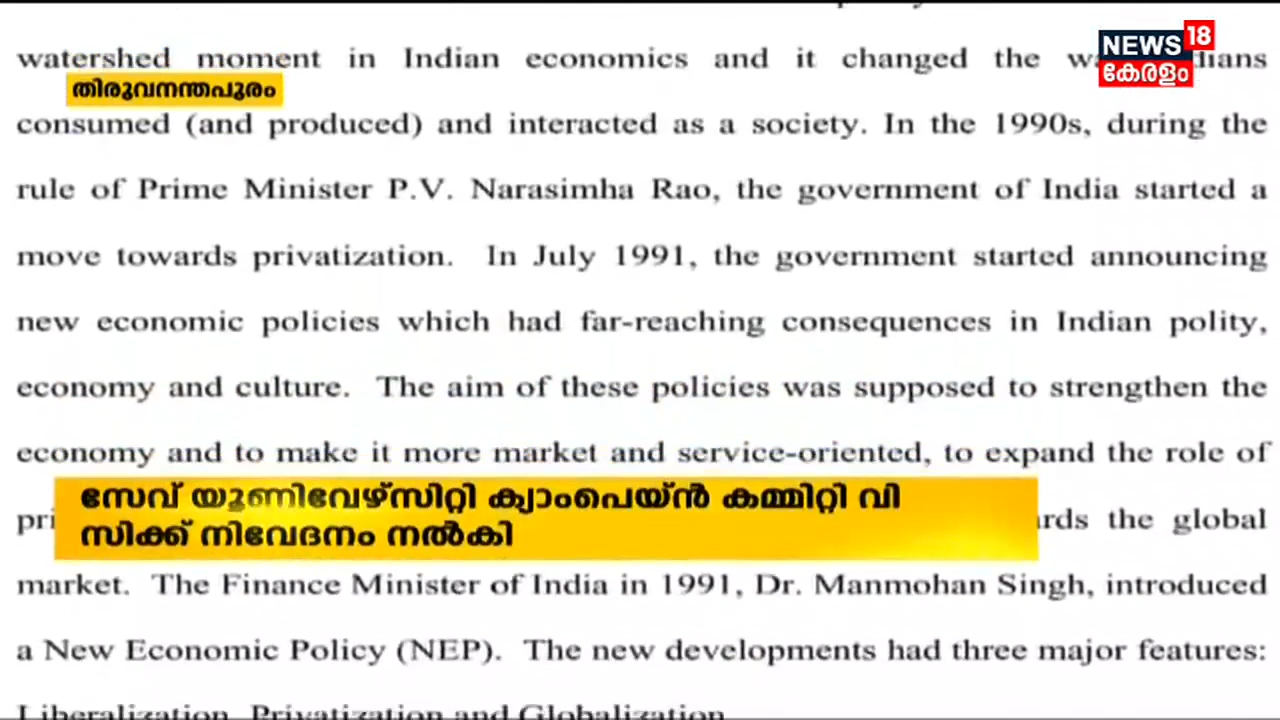 watershed moment in Indian economics and it changed the
NEWS 18
കേരളം
തിരുവനന്തപുരം
consumed (and produced) and interacted as a society. In the 1990s, during the
rule of Prime Minister P.V. Narasimha Rao, the government of India started a
move towards privatization. In July 1991, the government started announcing
new economic policies which had far-reaching consequences in Indian polity,
economy and culture. The aim of these policies was supposed to strengthen the
economy and to make it more market and service-oriented, to expand the role of
സേവ് യൂണിവേഴ്സിറ്റി ക്യാംപെയ്ൻ കമ്മിറ്റി വി
സിക്ക് നിവേദനം നൽകി
the global
market. The Finance Minister of India in 1991, Dr. Manmohan Singh, introduced
a New Economic Policy (NEP). The new developments had three major features:
Liberalization, Privatization and Globalization